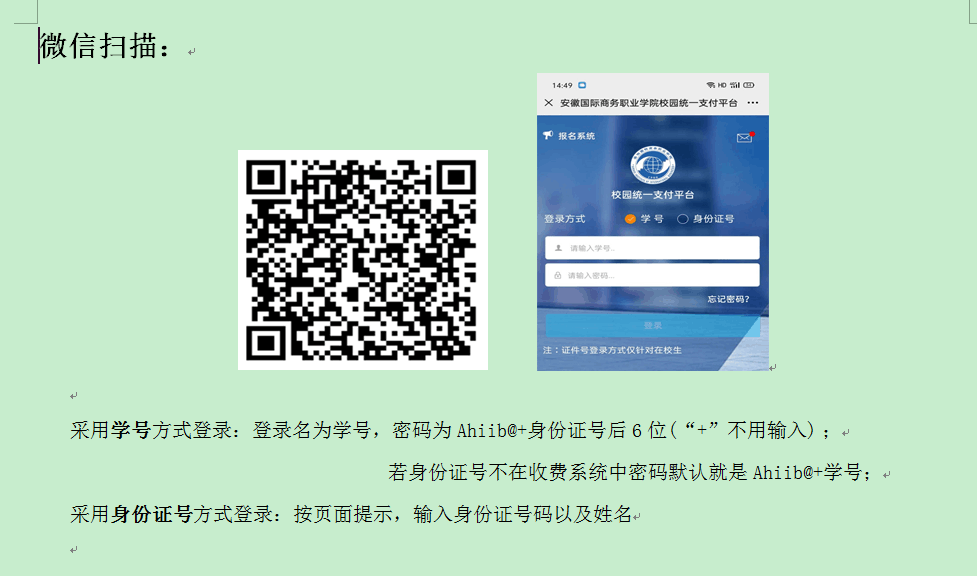 微信扫描：
14:49 HD
安徽国际商务职业学院校园统一支付平台
报名系统
校园统一支付平台
登录方式 学 号 身份证号
请输入学号..
请输入密码...
忘记密码?
登录
注：证件号登录方式仅针对在校生
采用学号方式登录：登录名为学号，密码为 Ahiib@+身份证号后 6 位(“+”不用输入)；
若身份证号不在收费系统中密码默认就是 Ahiib@+学号；
采用身份证号方式登录：按页面提示，输入身份证号码以及姓名